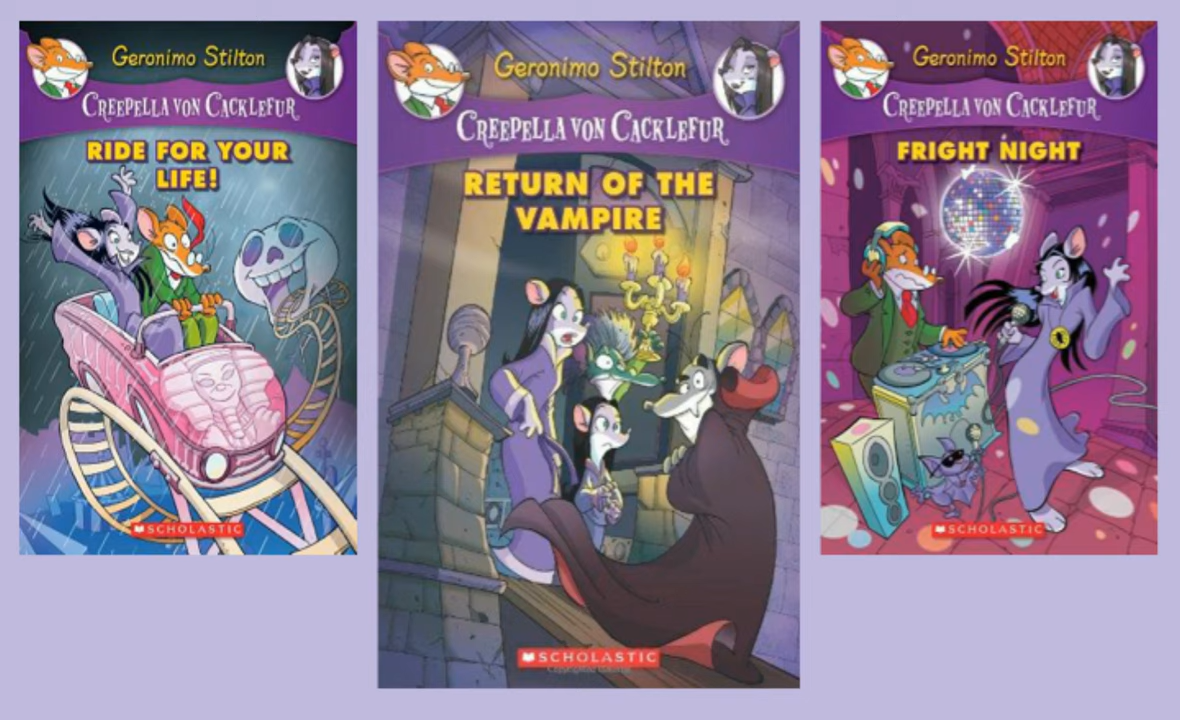 Geronimo Stilton
CREEPELLA VON CACKLEFUR
RIDE FOR YOUR
LIFE!
SCHOLASTIC
Geronimo Stilton
CREEPELLA VON CACKLEFUR
RETURN OF THE
VAMPIRE
SCHOLASTIC
Geronimo Stilton
CREEPELLA VON CACKLEFUR
FRIGHT NIGHT
SCHOLASTIC